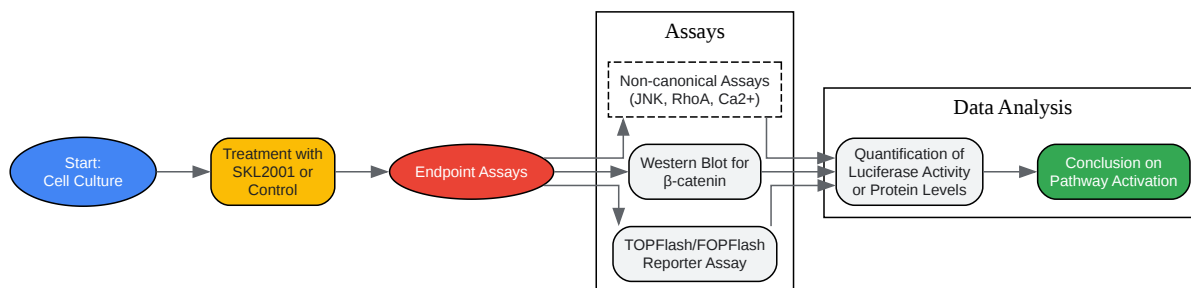 Assays
Non-canonical Assays
(JNK, RhoA, Ca2+)
Data Analysis
Start:
Cell Culture
Treatment with
SKL2001 or
Control
Endpoint Assays
Western Blot for
β-catenin
Quantification of
Luciferase Activity
or Protein Levels
Conclusion on
Pathway Activation
TOPFlash/FOPFlash
Reporter Assay